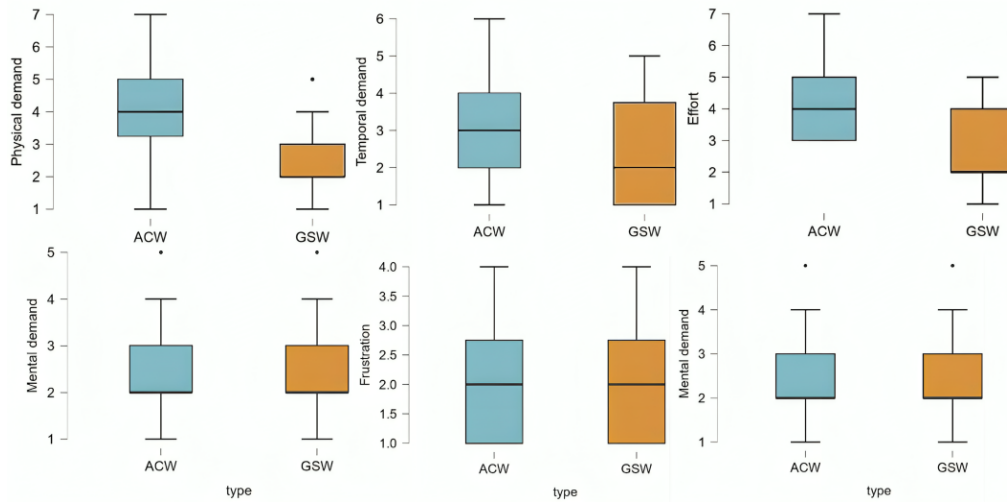 Physical demand
7
6
5
4
3
2
1
ACW
GSW
Temporal demand
6
5
4
3
2
1
ACW
GSW
Effort
7
6
5
4
3
2
1
ACW
GSW
Mental demand
5
4
3
2
1
ACW
GSW
type
Frustration
4.0
3.5
3.0
2.5
2.0
1.5
1.0
ACW
GSW
type
Mental demand
5
4
3
2
1
ACW
GSW
type